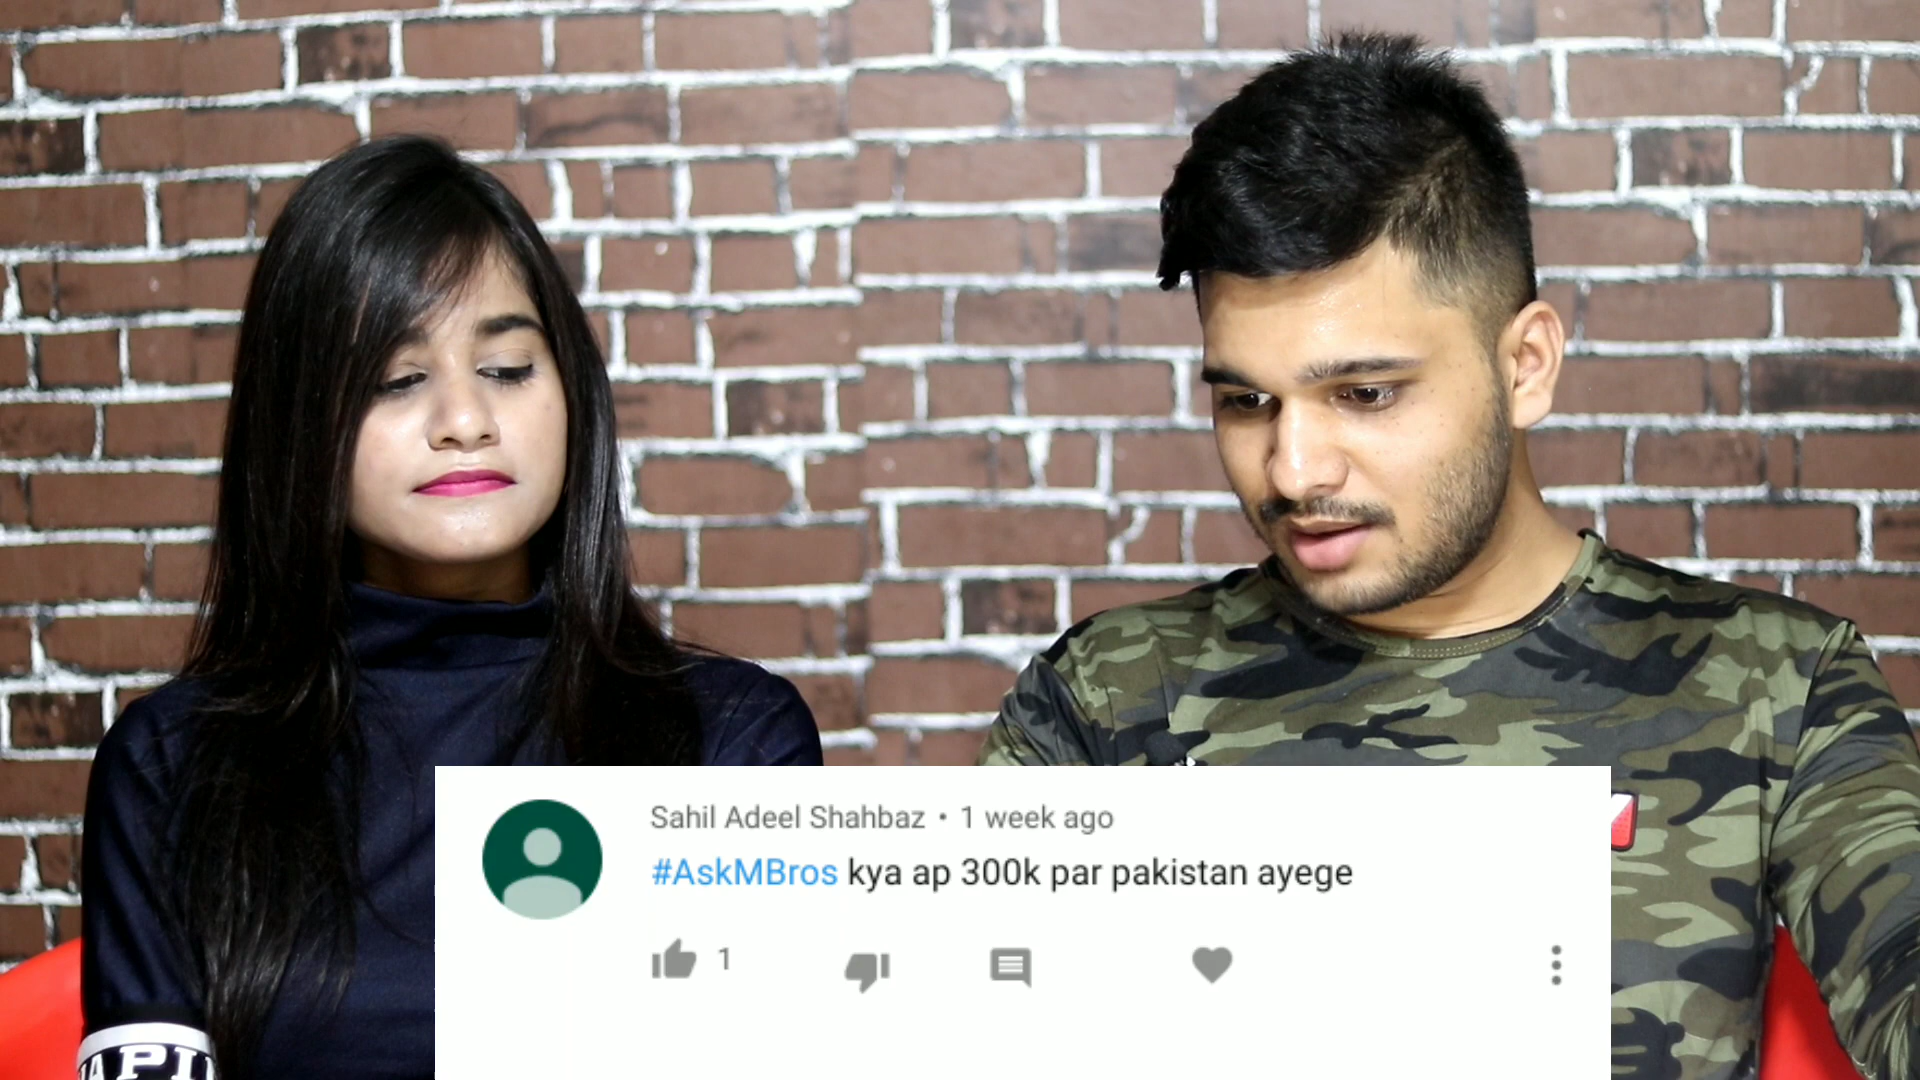 Sahil Adeel Shahbaz • 1 week ago
#AskMBros kya ap 300k par pakistan ayege
1